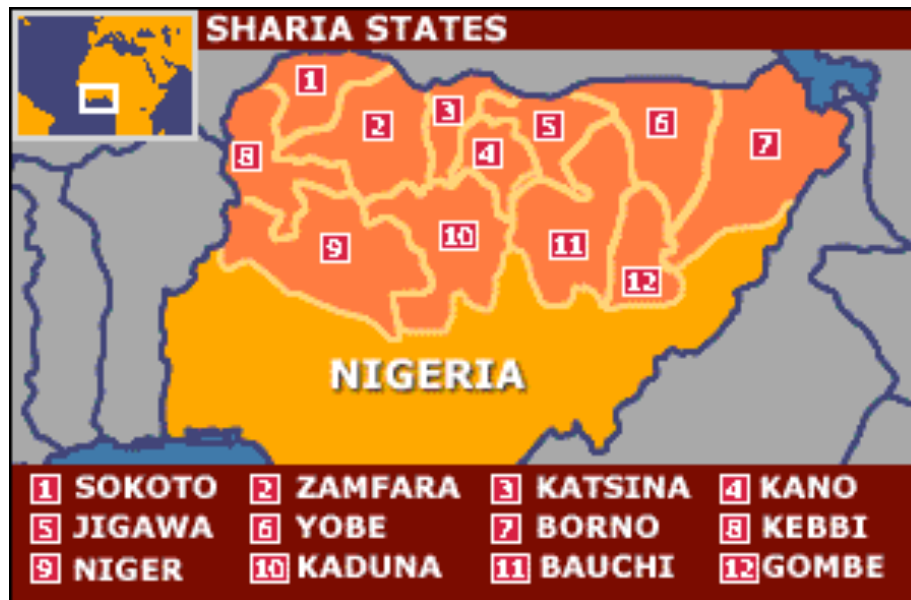 SHARIA STATES
1
2
3
4
5
6
7
8
9
10
11
12
NIGERIA
1 SOKOTO 2 ZAMFARA 3 KATSINA 4 KANO
5 JIGAWA 6 YOBE 7 BORNO 8 KEBBI
9 NIGER 10 KADUNA 11 BAUCHI 12 GOMBE